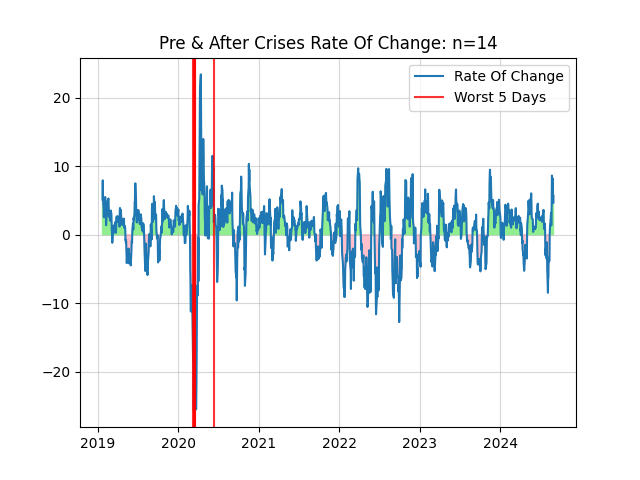 Pre & After Crises Rate Of Change: n=14
Rate Of Change
Worst 5 Days
20
10
0
−10
−20
2019 2020 2021 2022 2023 2024